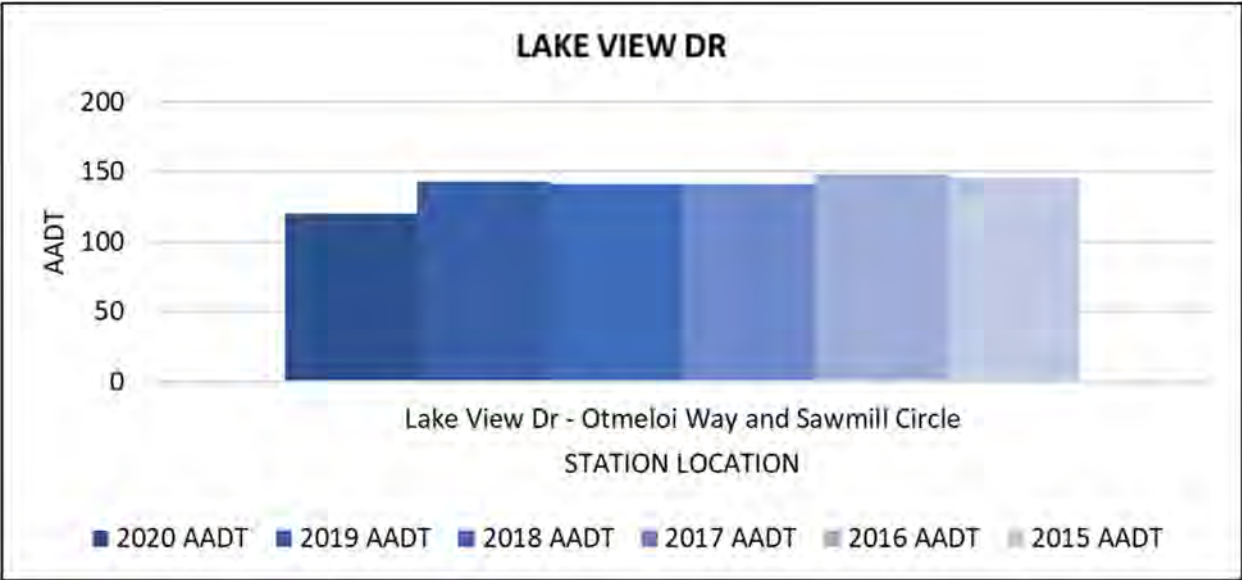 LAKE VIEW DR
200
150
100
50
0
AADT
Lake View Dr - Otmeloi Way and Sawmill Circle
STATION LOCATION
2020 AADT 2019 AADT 2018 AADT 2017 AADT 2016 AADT 2015 AADT